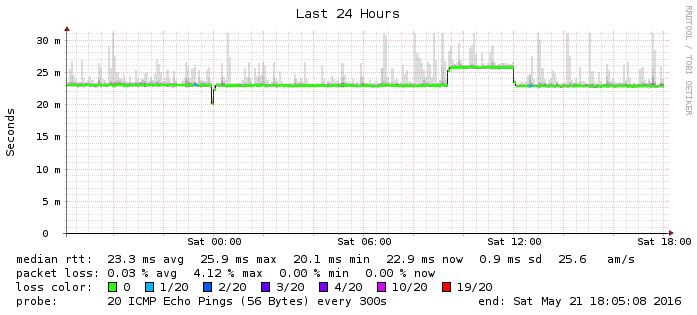 Last 24 Hours
RRDTOOL / TOBI OETIKER
Seconds
30 m
25 m
20 m
15 m
10 m
5 m
0
Sat 00:00 Sat 06:00 Sat 12:00 Sat 18:00
median rtt: 23.3 ms avg 25.9 ms max 20.1 ms min 22.9 ms now 0.9 ms sd 25.6 am/s
packet loss: 0.03 % avg 4.12 % max 0.00 % min 0.00 % now
loss color: 0 1/20 2/20 3/20 4/20 10/20 19/20
probe: 20 ICMP Echo Pings (56 Bytes) every 300s end: Sat May 21 18:05:08 2016